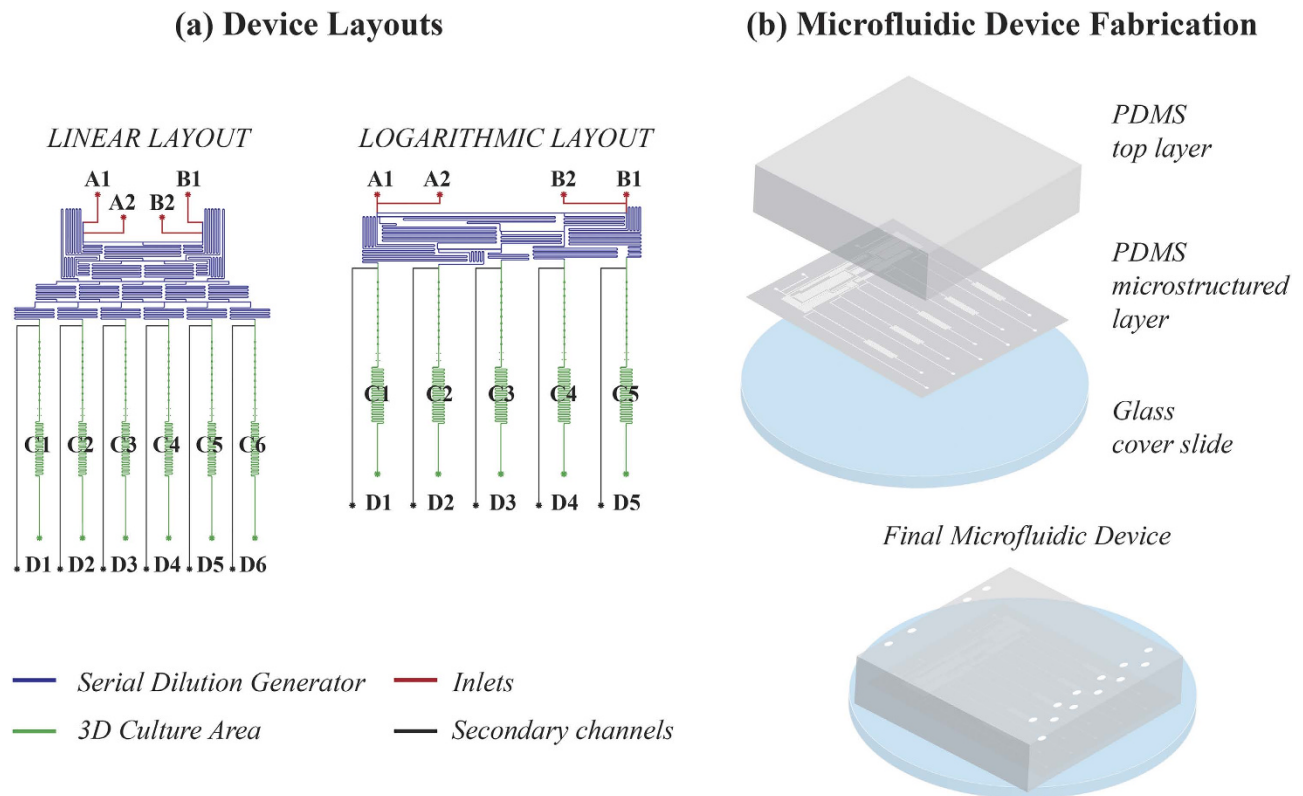 (a) Device Layouts
LINEAR LAYOUT
A1
B1
A2
B2
C1
C2
C3
C4
C5
C6
D1
D2
D3
D4
D5
D6
LOGARITHMIC LAYOUT
A1
A2
B2
B1
C1
C2
C3
C4
C5
D1
D2
D3
D4
D5
Serial Dilution Generator
Inlets
3D Culture Area
Secondary channels
(b) Microfluidic Device Fabrication
PDMS
top layer
PDMS
microstructured
layer
Glass
cover slide
Final Microfluidic Device